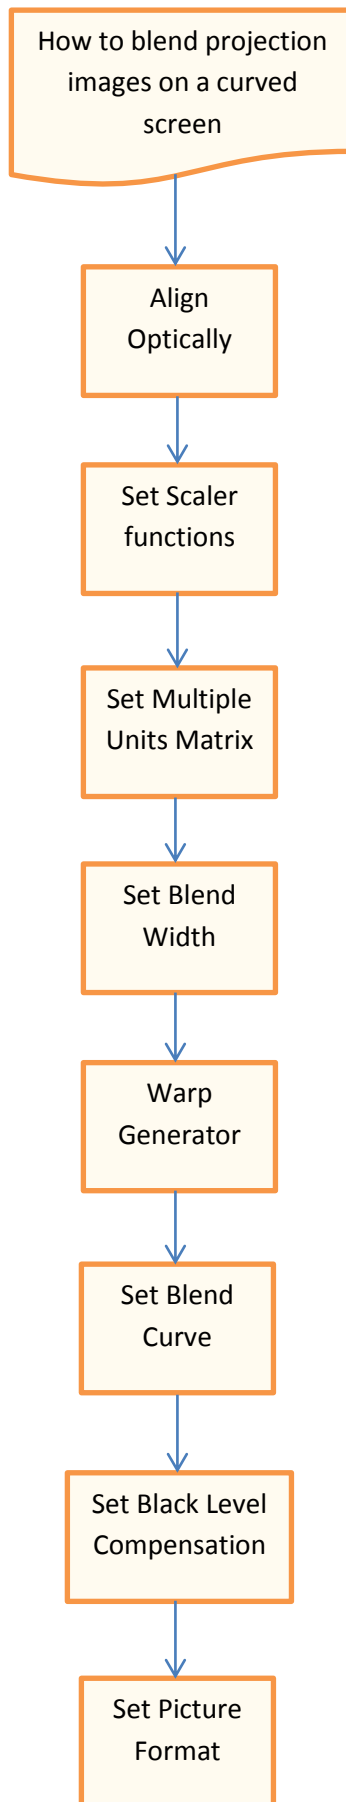 How to blend projection
images on a curved
screen
Align
Optically
Set Scaler
functions
Set Multiple
Units Matrix
Set Blend
Width
Warp
Generator
Set Blend
Curve
Set Black Level
Compensation
Set Picture
Format